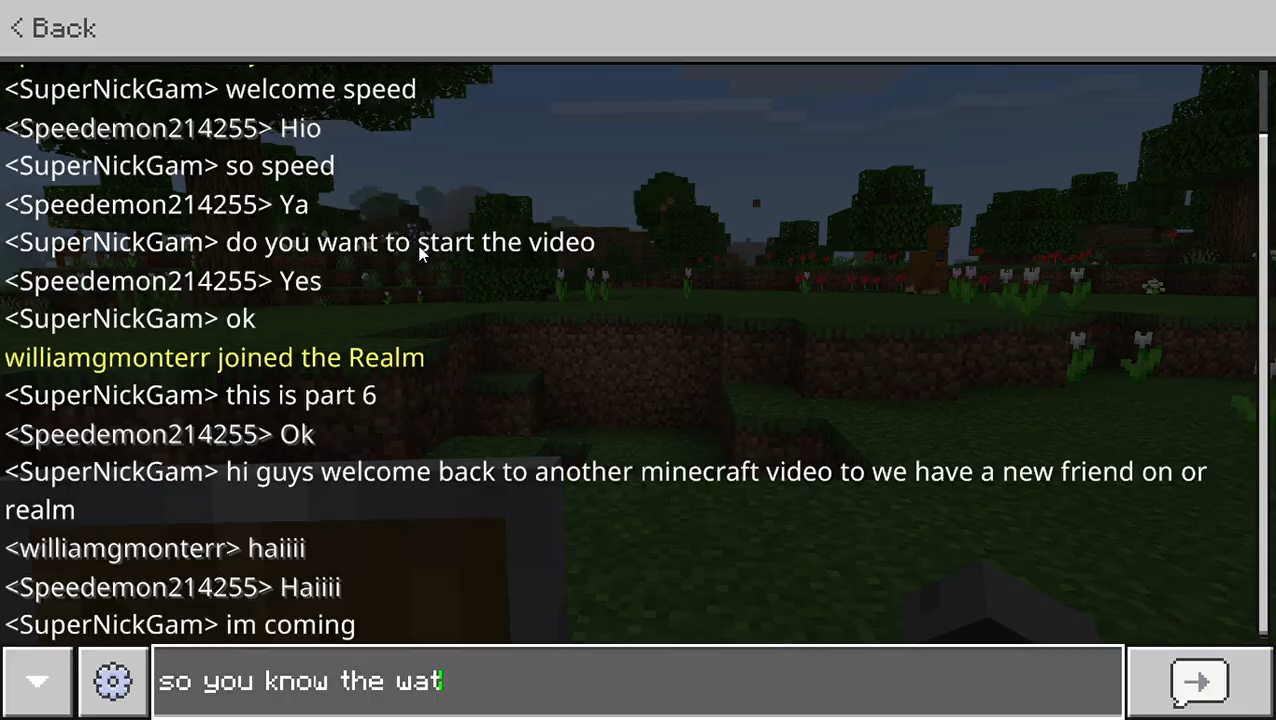 < Back
<SuperNickGam> welcome speed
<Speedemon214255> Hio
<SuperNickGam> so speed
<Speedemon214255> Ya
<SuperNickGam> do you want to start the video
<Speedemon214255> Yes
<SuperNickGam> ok
williamgmonterr joined the Realm
<SuperNickGam> this is part 6
<Speedemon214255> Ok
<SuperNickGam> hi guys welcome back to another minecraft video to we have a new friend on or
realm
<williamgmonterr> haiiii
<Speedemon214255> Haiiii
<SuperNickGam> im coming
so you know the wat